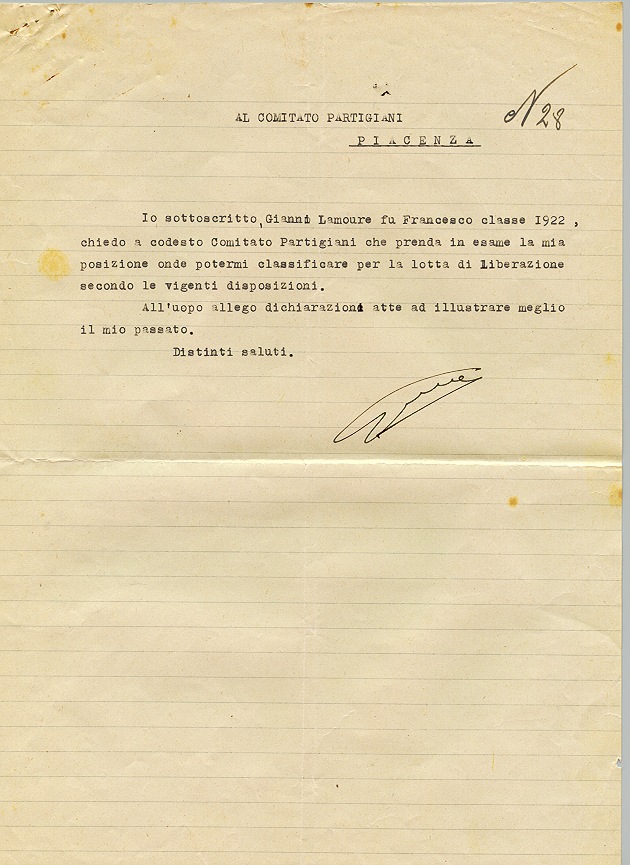 N 28
AL COMITATO PARTIGIANI
PIACENZA
Io sottoscritto, Gianni Lamoure fu Francesco classe I922 ,
chiedo a codesto Comitato Partigiani che prenda in esame la mia
posizione onde potermi classificare per la lotta di Liberazione
secondo le vigenti disposizioni.
All'uopo allego dichiarazioni atte ad illustrare meglio
il mio passato.
Distinti saluti.